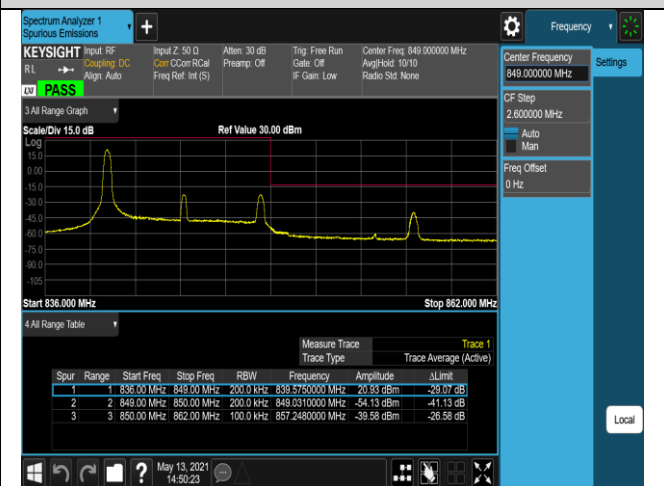 Spectrum Analyzer 1
Spurious Emissions
+
Frequency
KEYSIGHT Input: RF Input Z: 50 Ω Atten: 30 dB Trig: Free Run Center Freq: 849.000000 MHz
RL Coupling: DC Corr CCorr RCal Preamp: Off Gate: Off Avg|Hold: 10/10
Align: Auto Freq Ref: Int (S) IF Gain: Low Radio Std: None
LXI PASS
Center Frequency
849.000000 MHz
Settings
CF Step
2.600000 MHz
Auto
Man
Freq Offset
0 Hz
3 All Range Graph
Scale/Div 15.0 dB Ref Value 30.00 dBm
Log
15.0
0.00
-15.0
-30.0
-45.0
-60.0
-75.0
-90.0
-105
Start 836.000 MHz Stop 862.000 MHz
4 All Range Table
Measure Trace Trace 1
Trace Type Trace Average (Active)
Spur Range Start Freq Stop Freq RBW Frequency Amplitude ΔLimit
1 1 836.00 MHz 849.00 MHz 200.0 kHz 839.5750000 MHz 20.93 dBm -29.07 dB
2 2 849.00 MHz 850.00 MHz 200.0 kHz 849.0310000 MHz -54.13 dBm -41.13 dB
3 3 850.00 MHz 862.00 MHz 100.0 kHz 857.2480000 MHz -39.58 dBm -26.58 dB
Local
? May 13, 2021
14:50:23